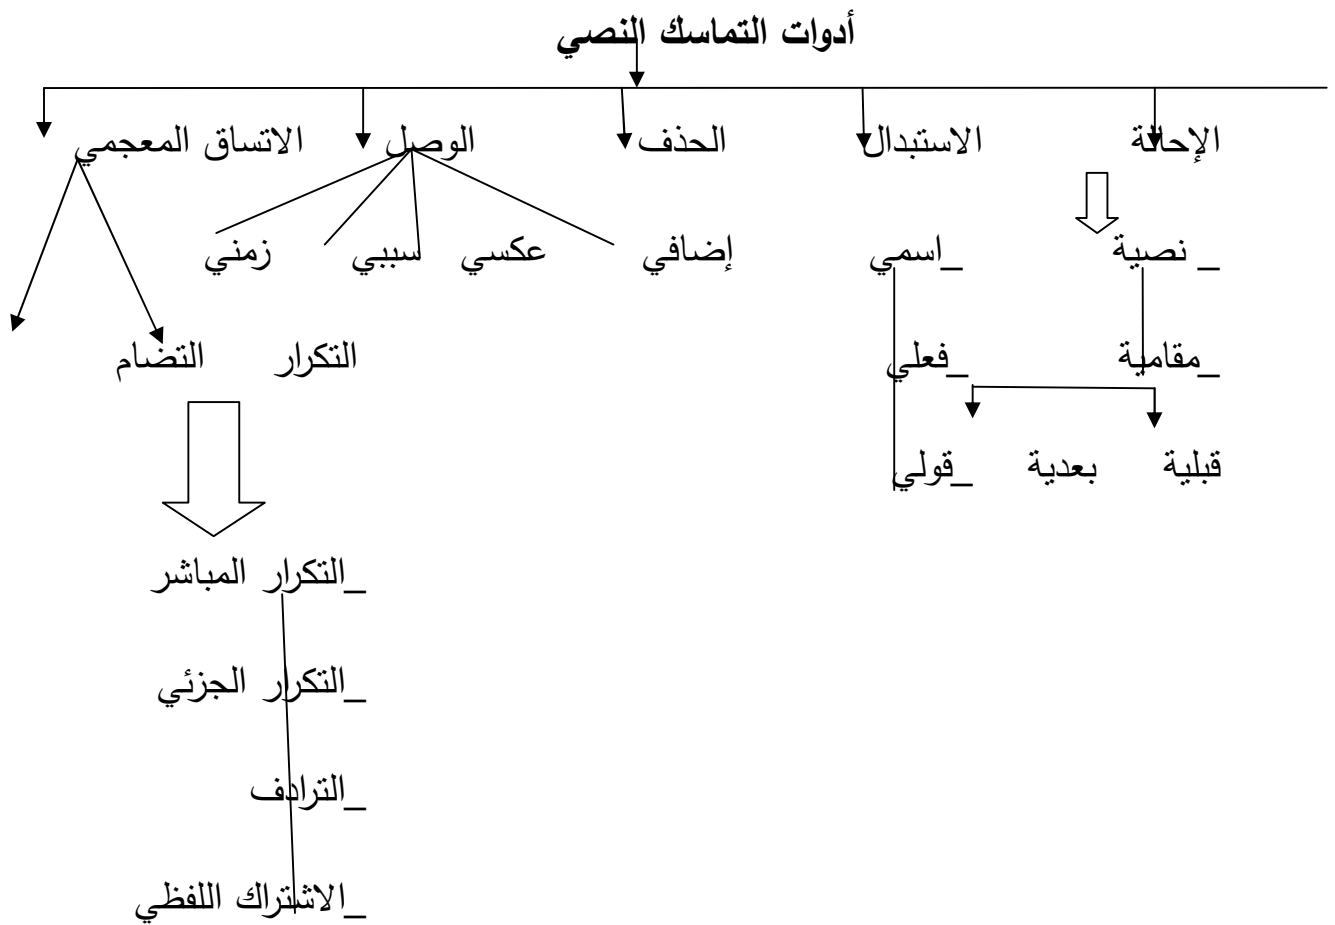 أدوات التماسك النصي
الإحالة الاستبدال الحذف الوصل الاتساق المعجمي
_ نصية _اسمي إضافي عكسي سببي زمني
_مقامية _فعلي التكرار التضام
قبلية بعدية _قولي
_التكرار المباشر
_التكرار الجزئي
_الترادف
_الاشتراك اللفظي